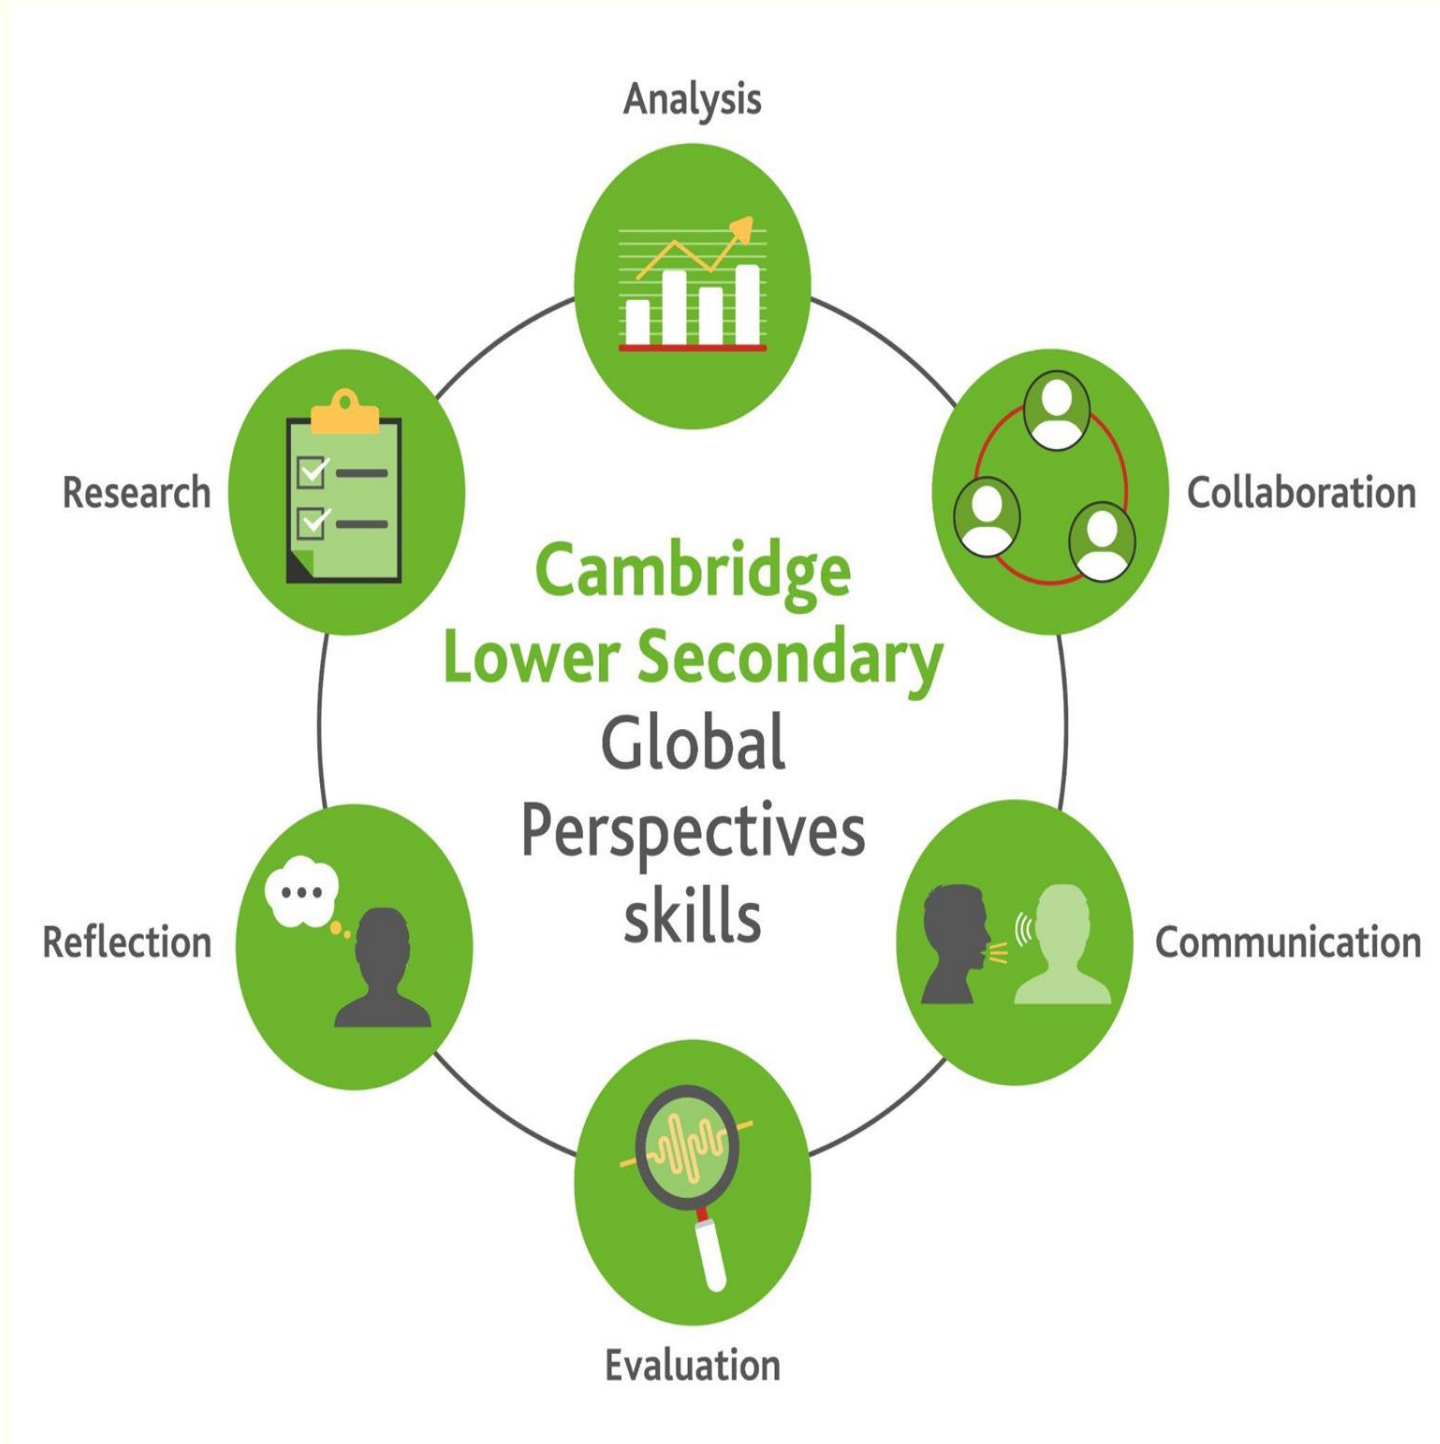 Analysis
Research
Collaboration
Cambridge
Lower Secondary
Global
Perspectives
skills
Reflection
Communication
Evaluation